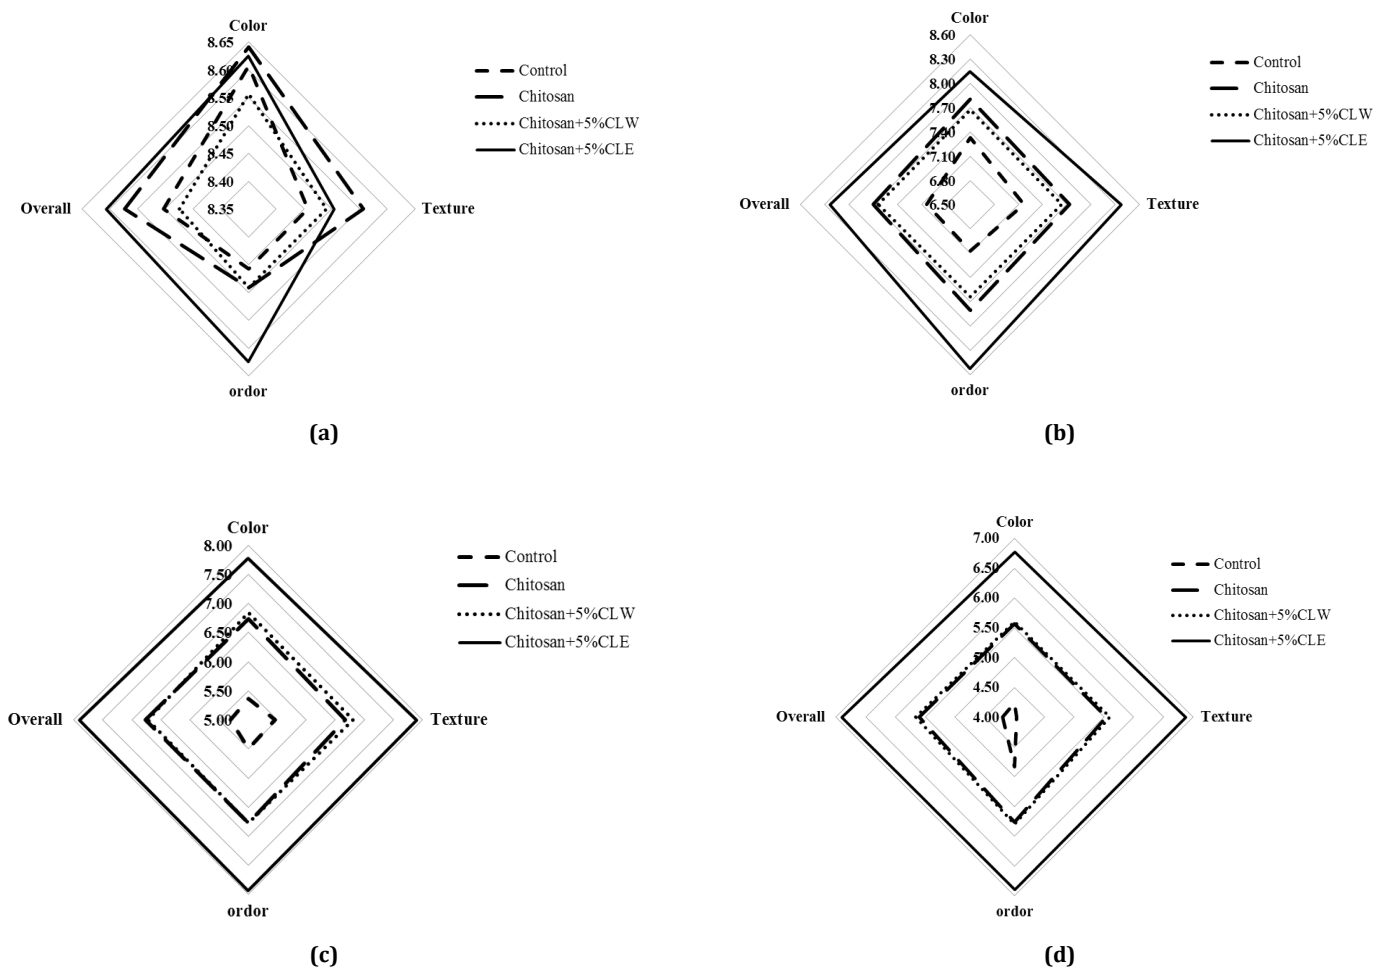 Color
8.65
8.60
8.55
8.50
8.45
8.40
8.35
Overall
Texture
ordor
Control
Chitosan
Chitosan+5%CLW
Chitosan+5%CLE
(a)
Color
8.60
8.30
8.00
7.70
7.40
7.10
6.80
6.50
Overall
Texture
ordor
Control
Chitosan
Chitosan+5%CLW
Chitosan+5%CLE
(b)
Color
8.00
7.50
7.00
6.50
6.00
5.50
5.00
Overall
Texture
ordor
Control
Chitosan
Chitosan+5%CLW
Chitosan+5%CLE
(c)
Color
7.00
6.50
6.00
5.50
5.00
4.50
4.00
Overall
Texture
ordor
Control
Chitosan
Chitosan+5%CLW
Chitosan+5%CLE
(d)